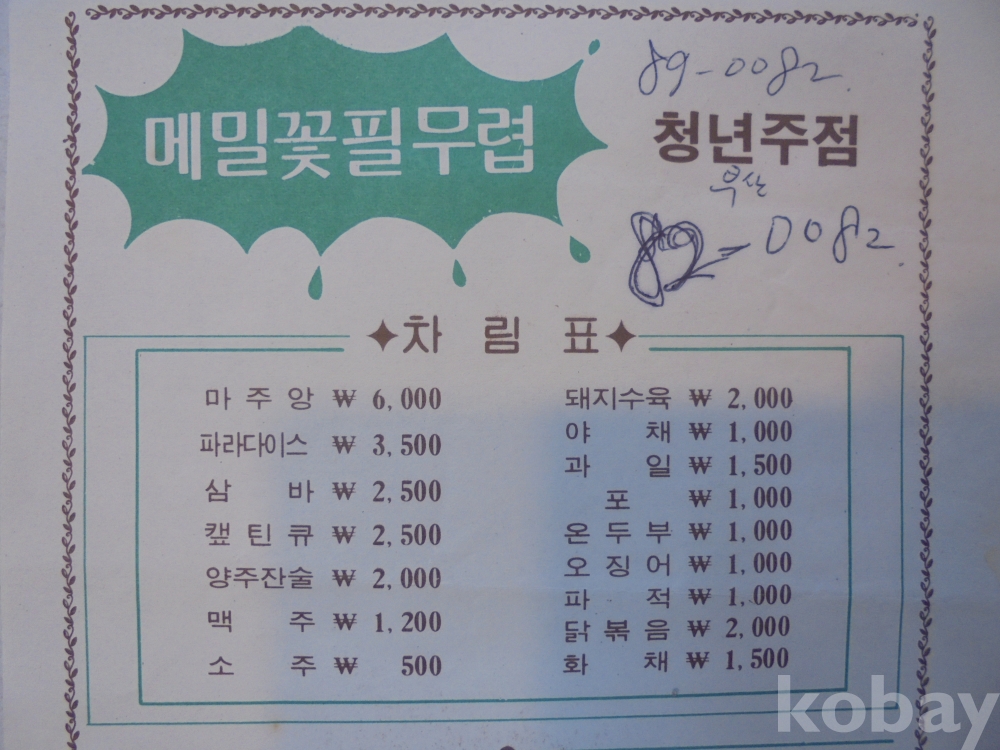 89-0082
메밀꽃필무렵
청년주점
부산
89-0082
✦차림표✦
마주앙 ₩ 6,000
파라다이스 ₩ 3,500
삼바 ₩ 2,500
캪틴큐 ₩ 2,500
양주잔술 ₩ 2,000
맥주 ₩ 1,200
소주 ₩ 500
돼지수육 ₩ 2,000
야채 ₩ 1,000
과일 ₩ 1,500
포 ₩ 1,000
온두부 ₩ 1,000
오징어 ₩ 1,000
파적 ₩ 1,000
닭볶음 ₩ 2,000
화채 ₩ 1,500
kobay